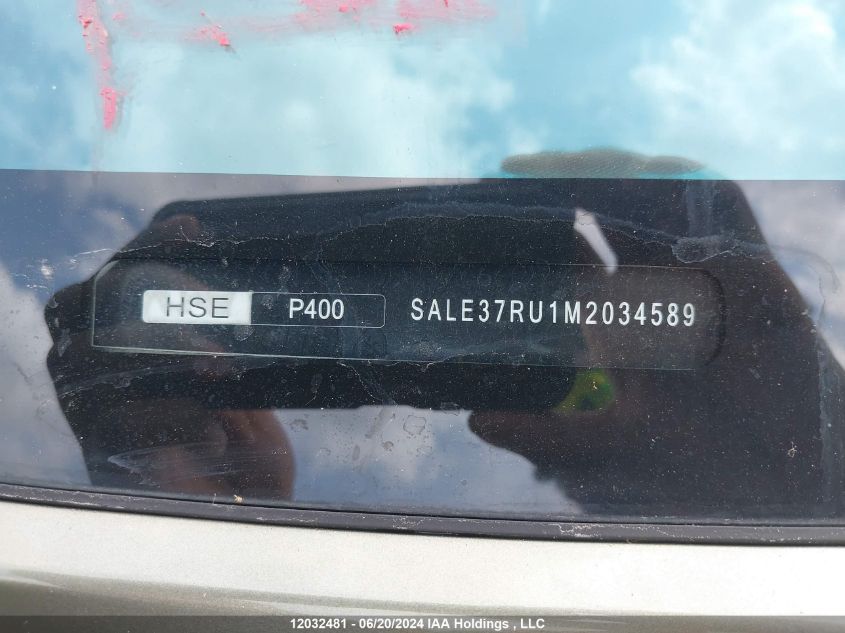 HSE P400 SALE37RU1M2034589
12032481 - 06/20/2024 IAA Holdings , LLC